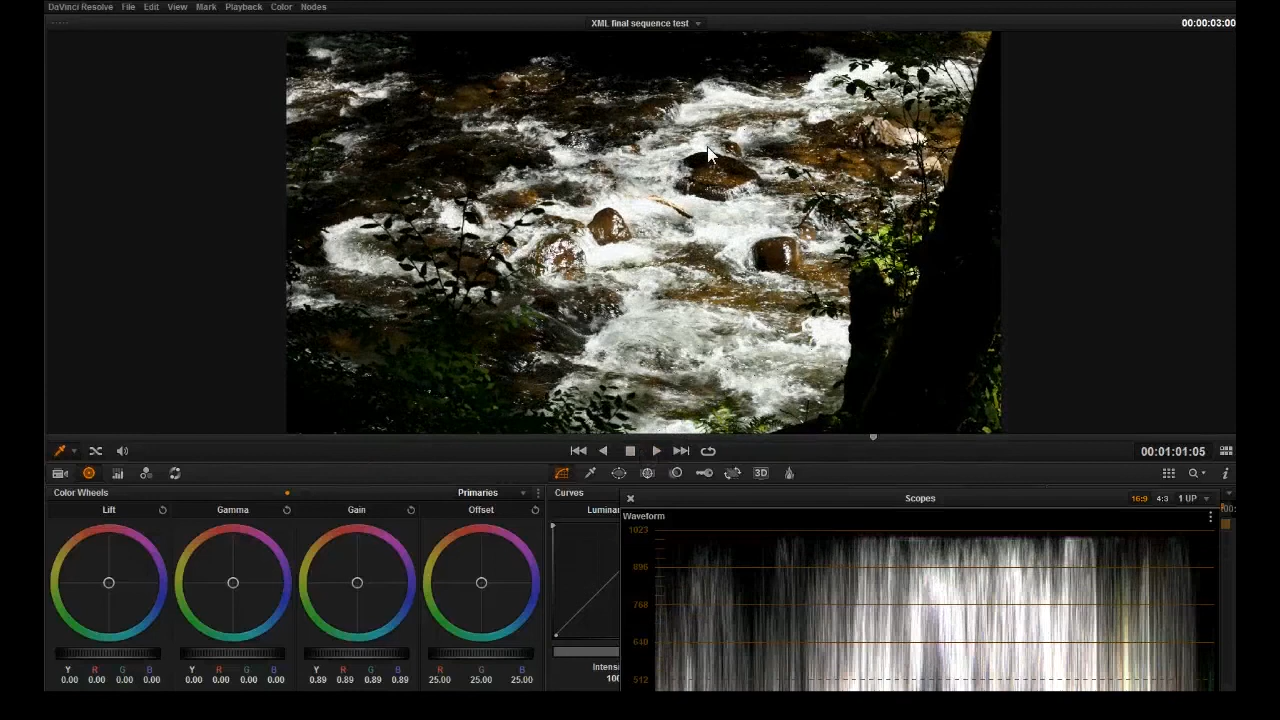 DaVinci Resolve File Edit View Mark Playback Color Nodes
XML final sequence test
00:00:03:00
00:01:01:05
3D
Color Wheels Primaries Curves Scopes 16:9 4:3 1 UP
Lift Gamma Gain Offset Luminar
Waveform
1023
896
768
640
512
Y R G B Y R G B Y R G B R G B
0.00 0.00 0.00 0.00 0.00 0.00 0.00 0.00 0.89 0.89 0.89 0.89 25.00 25.00 25.00
Intensi